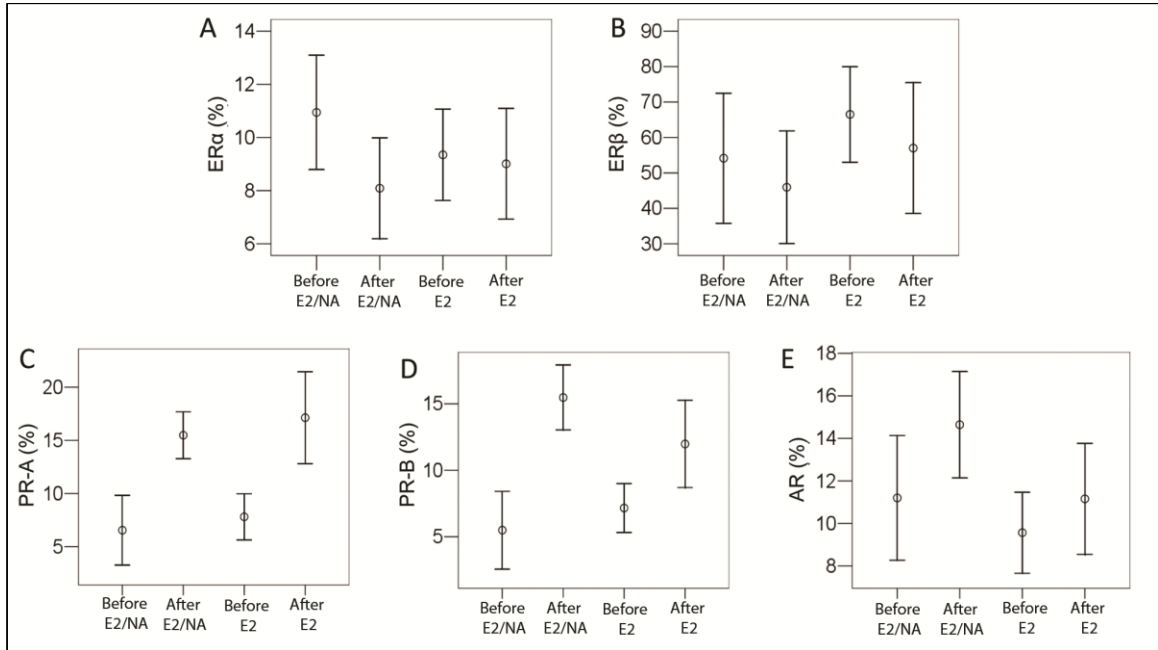 A
ERα (%)
14
12
10
8
6
Before After Before After
E2/NA E2/NA E2 E2
B
ERβ (%)
90
80
70
60
50
40
30
Before After Before After
E2/NA E2/NA E2 E2
C
PR-A (%)
20
15
10
5
Before After Before After
E2/NA E2/NA E2 E2
D
PR-B (%)
15
10
5
Before After Before After
E2/NA E2/NA E2 E2
E
AR (%)
18
16
14
12
10
8
Before After Before After
E2/NA E2/NA E2 E2